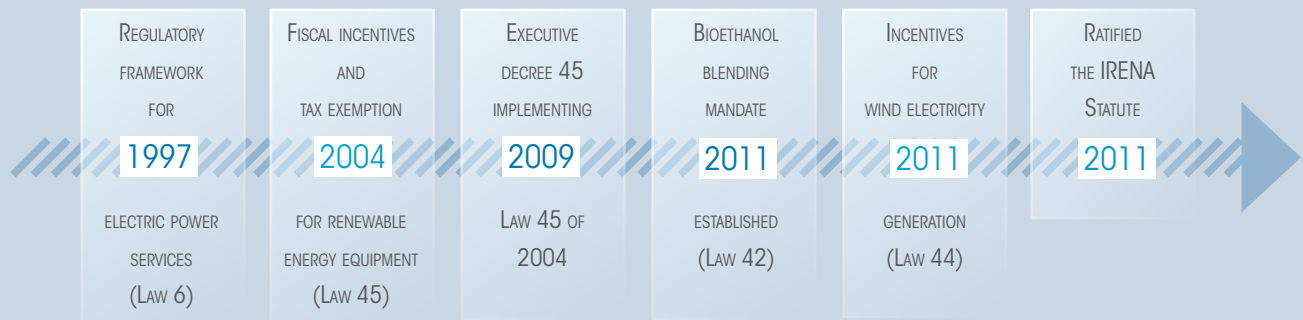 Regulatory
framework
for
1997
electric power
services
(Law 6)
Fiscal incentives
and
tax exemption
2004
for renewable
energy equipment
(Law 45)
Executive
decree 45
implementing
2009
Law 45 of
2004
Bioethanol
blending
mandate
2011
established
(Law 42)
Incentives
for
wind electricity
2011
generation
(Law 44)
Ratified
the IRENA
Statute
2011